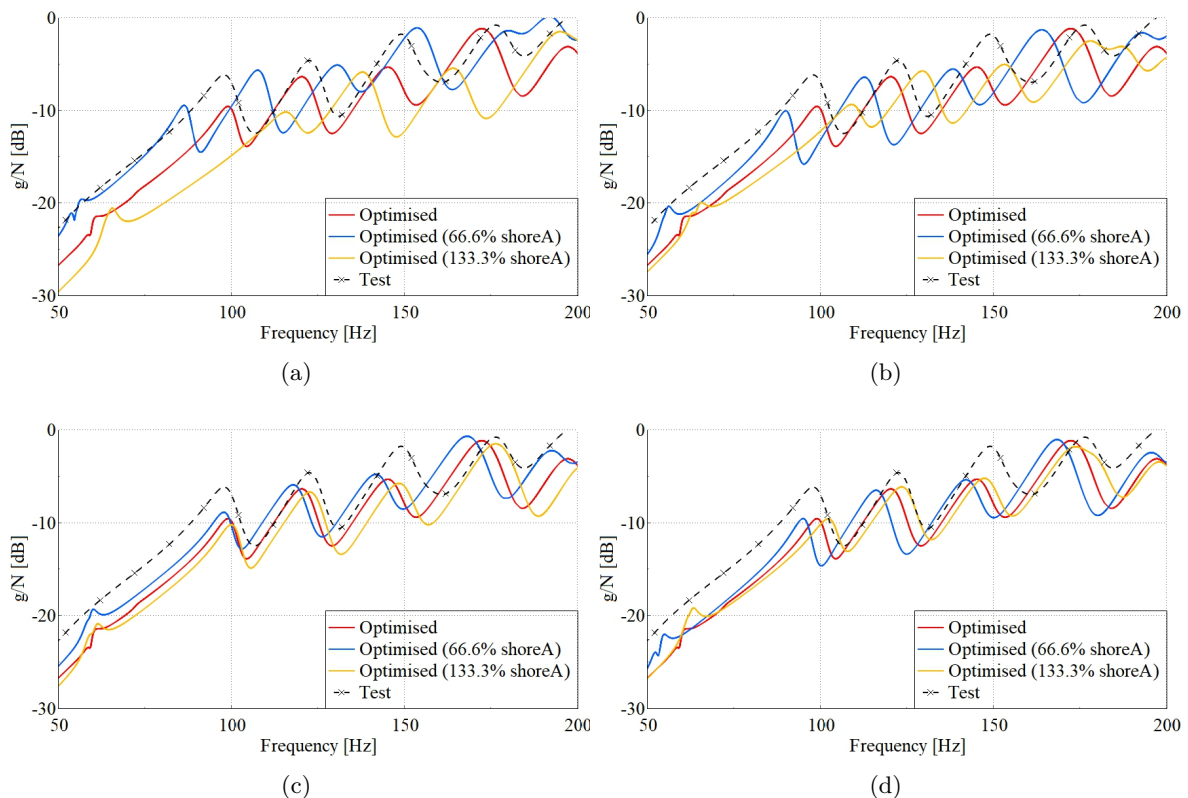 0
-10
-20
-30
g/N [dB]
Optimised
Optimised (66.6% shoreA)
Optimised (133.3% shoreA)
Test
50
100
150
200
Frequency [Hz]
(a)
0
-10
-20
-30
g/N [dB]
Optimised
Optimised (66.6% shoreA)
Optimised (133.3% shoreA)
Test
50
100
150
200
Frequency [Hz]
(b)
0
-10
-20
-30
g/N [dB]
Optimised
Optimised (66.6% shoreA)
Optimised (133.3% shoreA)
Test
50
100
150
200
Frequency [Hz]
(c)
0
-10
-20
-30
g/N [dB]
Optimised
Optimised (66.6% shoreA)
Optimised (133.3% shoreA)
Test
50
100
150
200
Frequency [Hz]
(d)